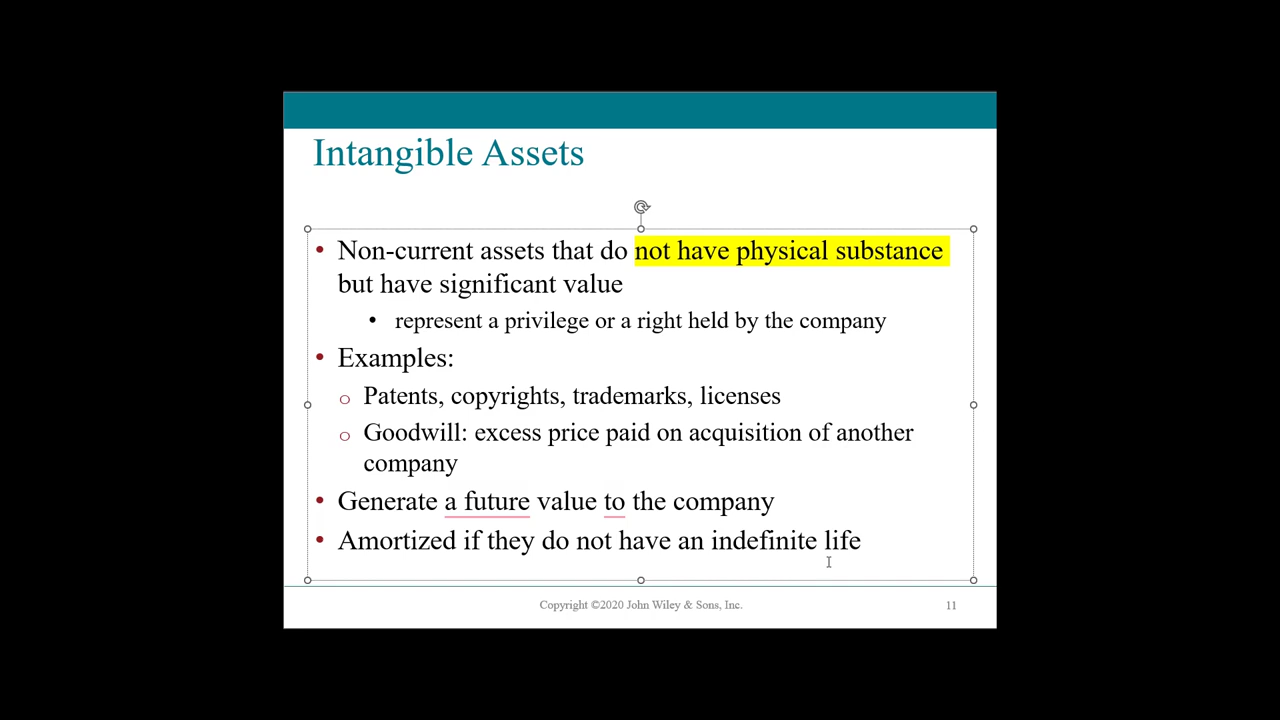 Intangible Assets
• Non-current assets that do not have physical substance
but have significant value
• represent a privilege or a right held by the company
• Examples:
o Patents, copyrights, trademarks, licenses
o Goodwill: excess price paid on acquisition of another
company
• Generate a future value to the company
• Amortized if they do not have an indefinite life
Copyright ©2020 John Wiley & Sons, Inc.
11